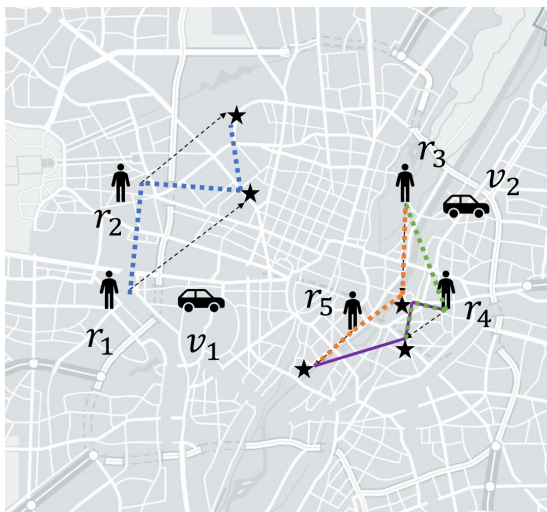 r₃
v₂
r₂
r₅
r₄
r₁
v₁